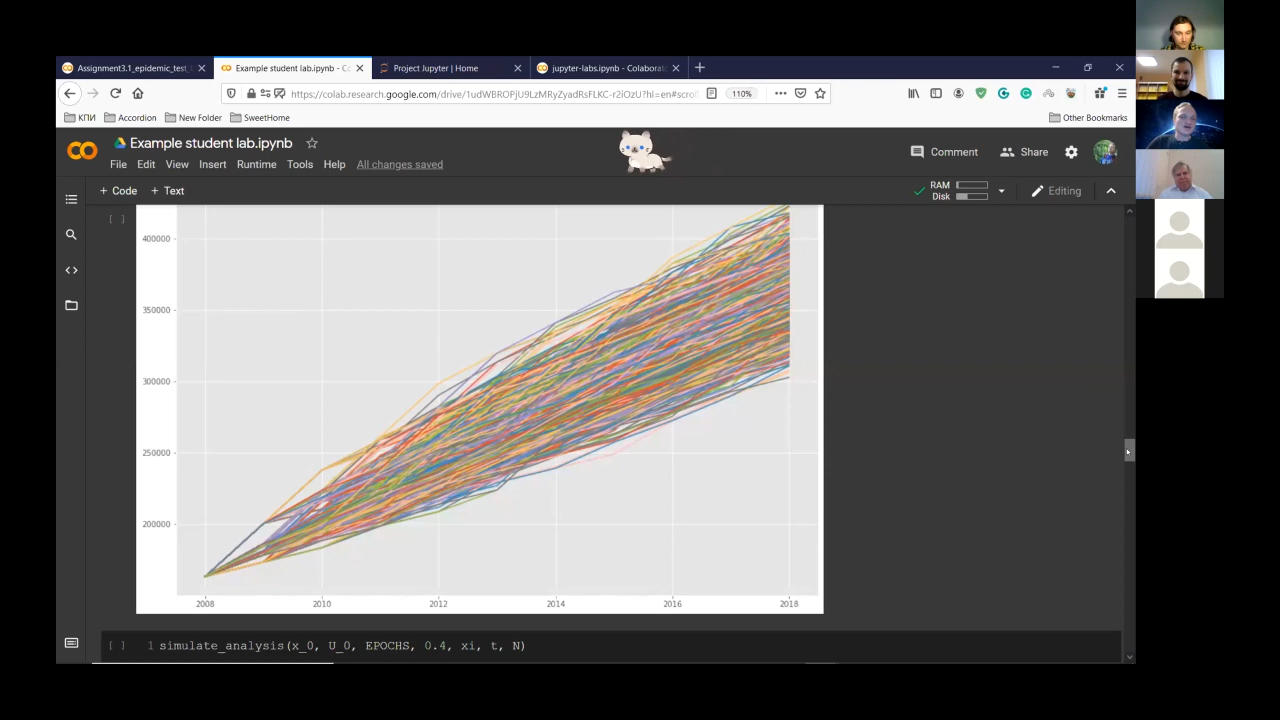 Assignment3.1_epidemic_test_
Example student lab.ipynb - Co
Project Jupyter | Home
jupyter-labs.ipynb - Colaborato
https://colab.research.google.com/drive/1udWBROPjU9LzMRyZyadRsFLKC-r2iOzU?hl=en#scrol
110%
КПИ
Accordion
New Folder
SweetHome
Other Bookmarks
Example student lab.ipynb
File Edit View Insert Runtime Tools Help All changes saved
Comment
Share
+ Code + Text
RAM
Disk
Editing
[ ]
400000
350000
300000
250000
200000
2008 2010 2012 2014 2016 2018
[ ] 1 simulate_analysis(x_0, U_0, EPOCHS, 0.4, xi, t, N)